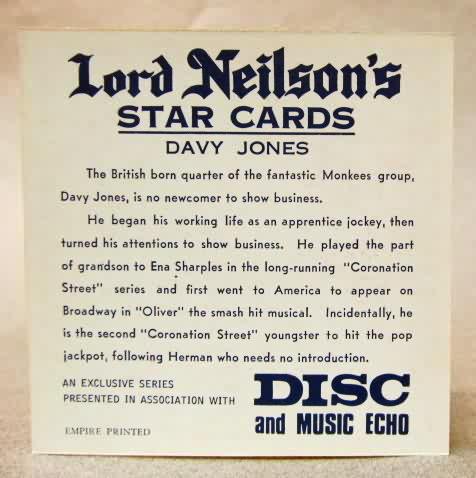 Lord Neilson's
STAR CARDS
DAVY JONES
The British born quarter of the fantastic Monkees group,
Davy Jones, is no newcomer to show business.
He began his working life as an apprentice jockey, then
turned his attentions to show business. He played the part
of grandson to Ena Sharples in the long-running "Coronation
Street" series and first went to America to appear on
Broadway in "Oliver" the smash hit musical. Incidentally, he
is the second "Coronation Street" youngster to hit the pop
jackpot, following Herman who needs no introduction.
AN EXCLUSIVE SERIES
PRESENTED IN ASSOCIATION WITH
DISC
and MUSIC ECHO
EMPIRE PRINTED